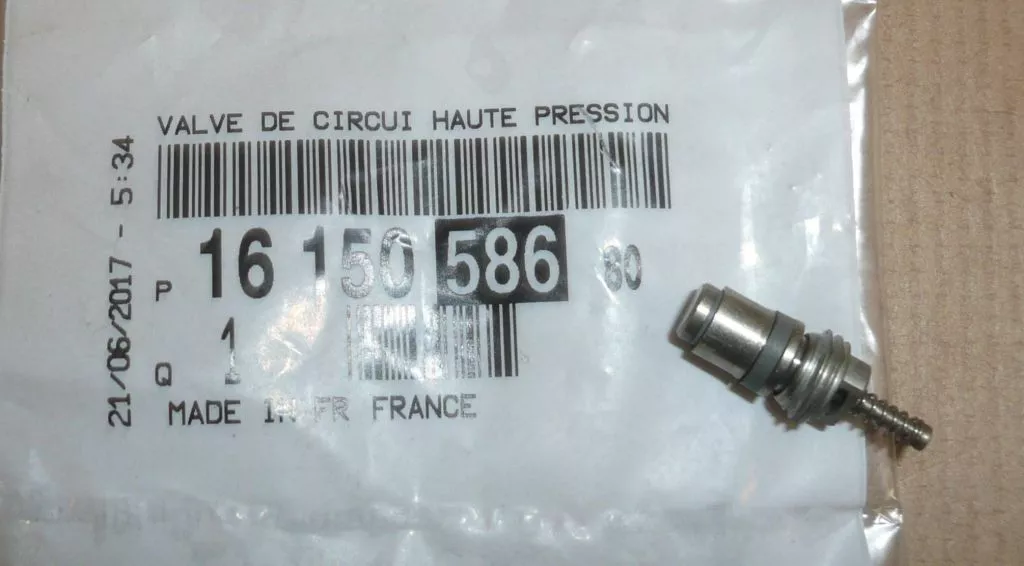 VALVE DE CIRCUI HAUTE PRESSION
21/06/2017 - 5:34
P 16 150 586 80
Q 1
MADE IN FR FRANCE